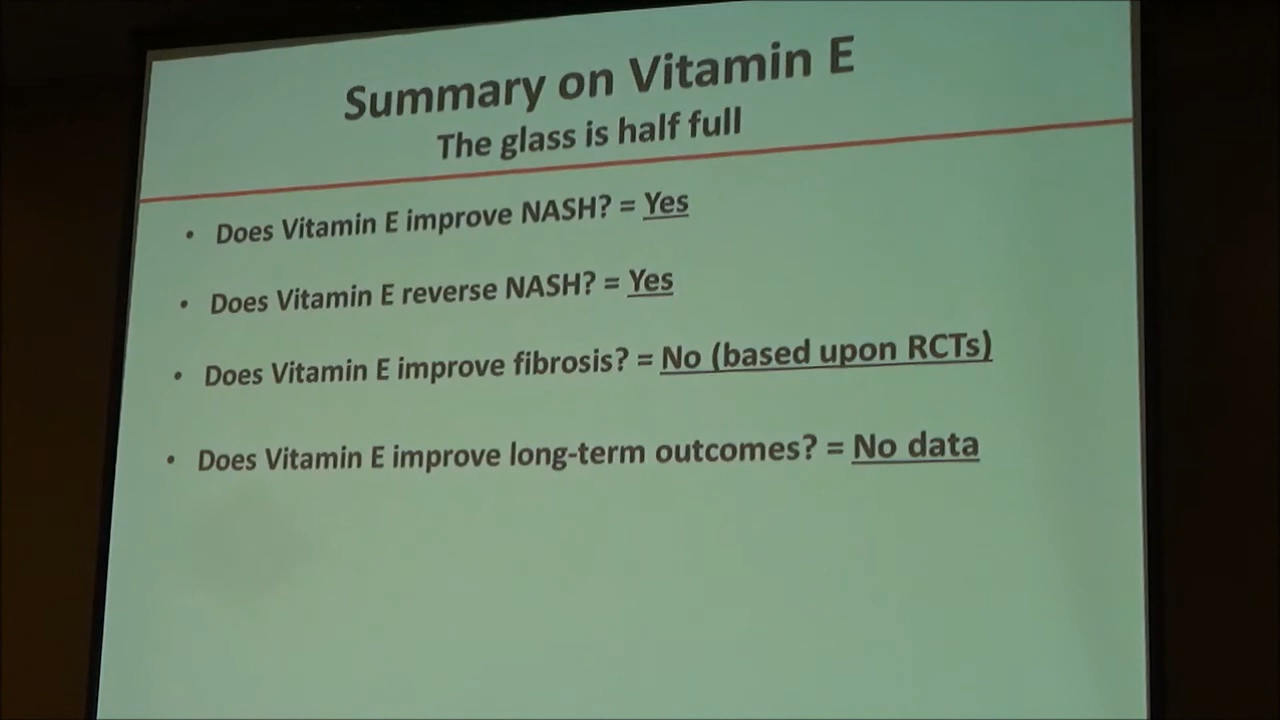 Summary on Vitamin E
The glass is half full
• Does Vitamin E improve NASH? = Yes
• Does Vitamin E reverse NASH? = Yes
• Does Vitamin E improve fibrosis? = No (based upon RCTs)
• Does Vitamin E improve long-term outcomes? = No data